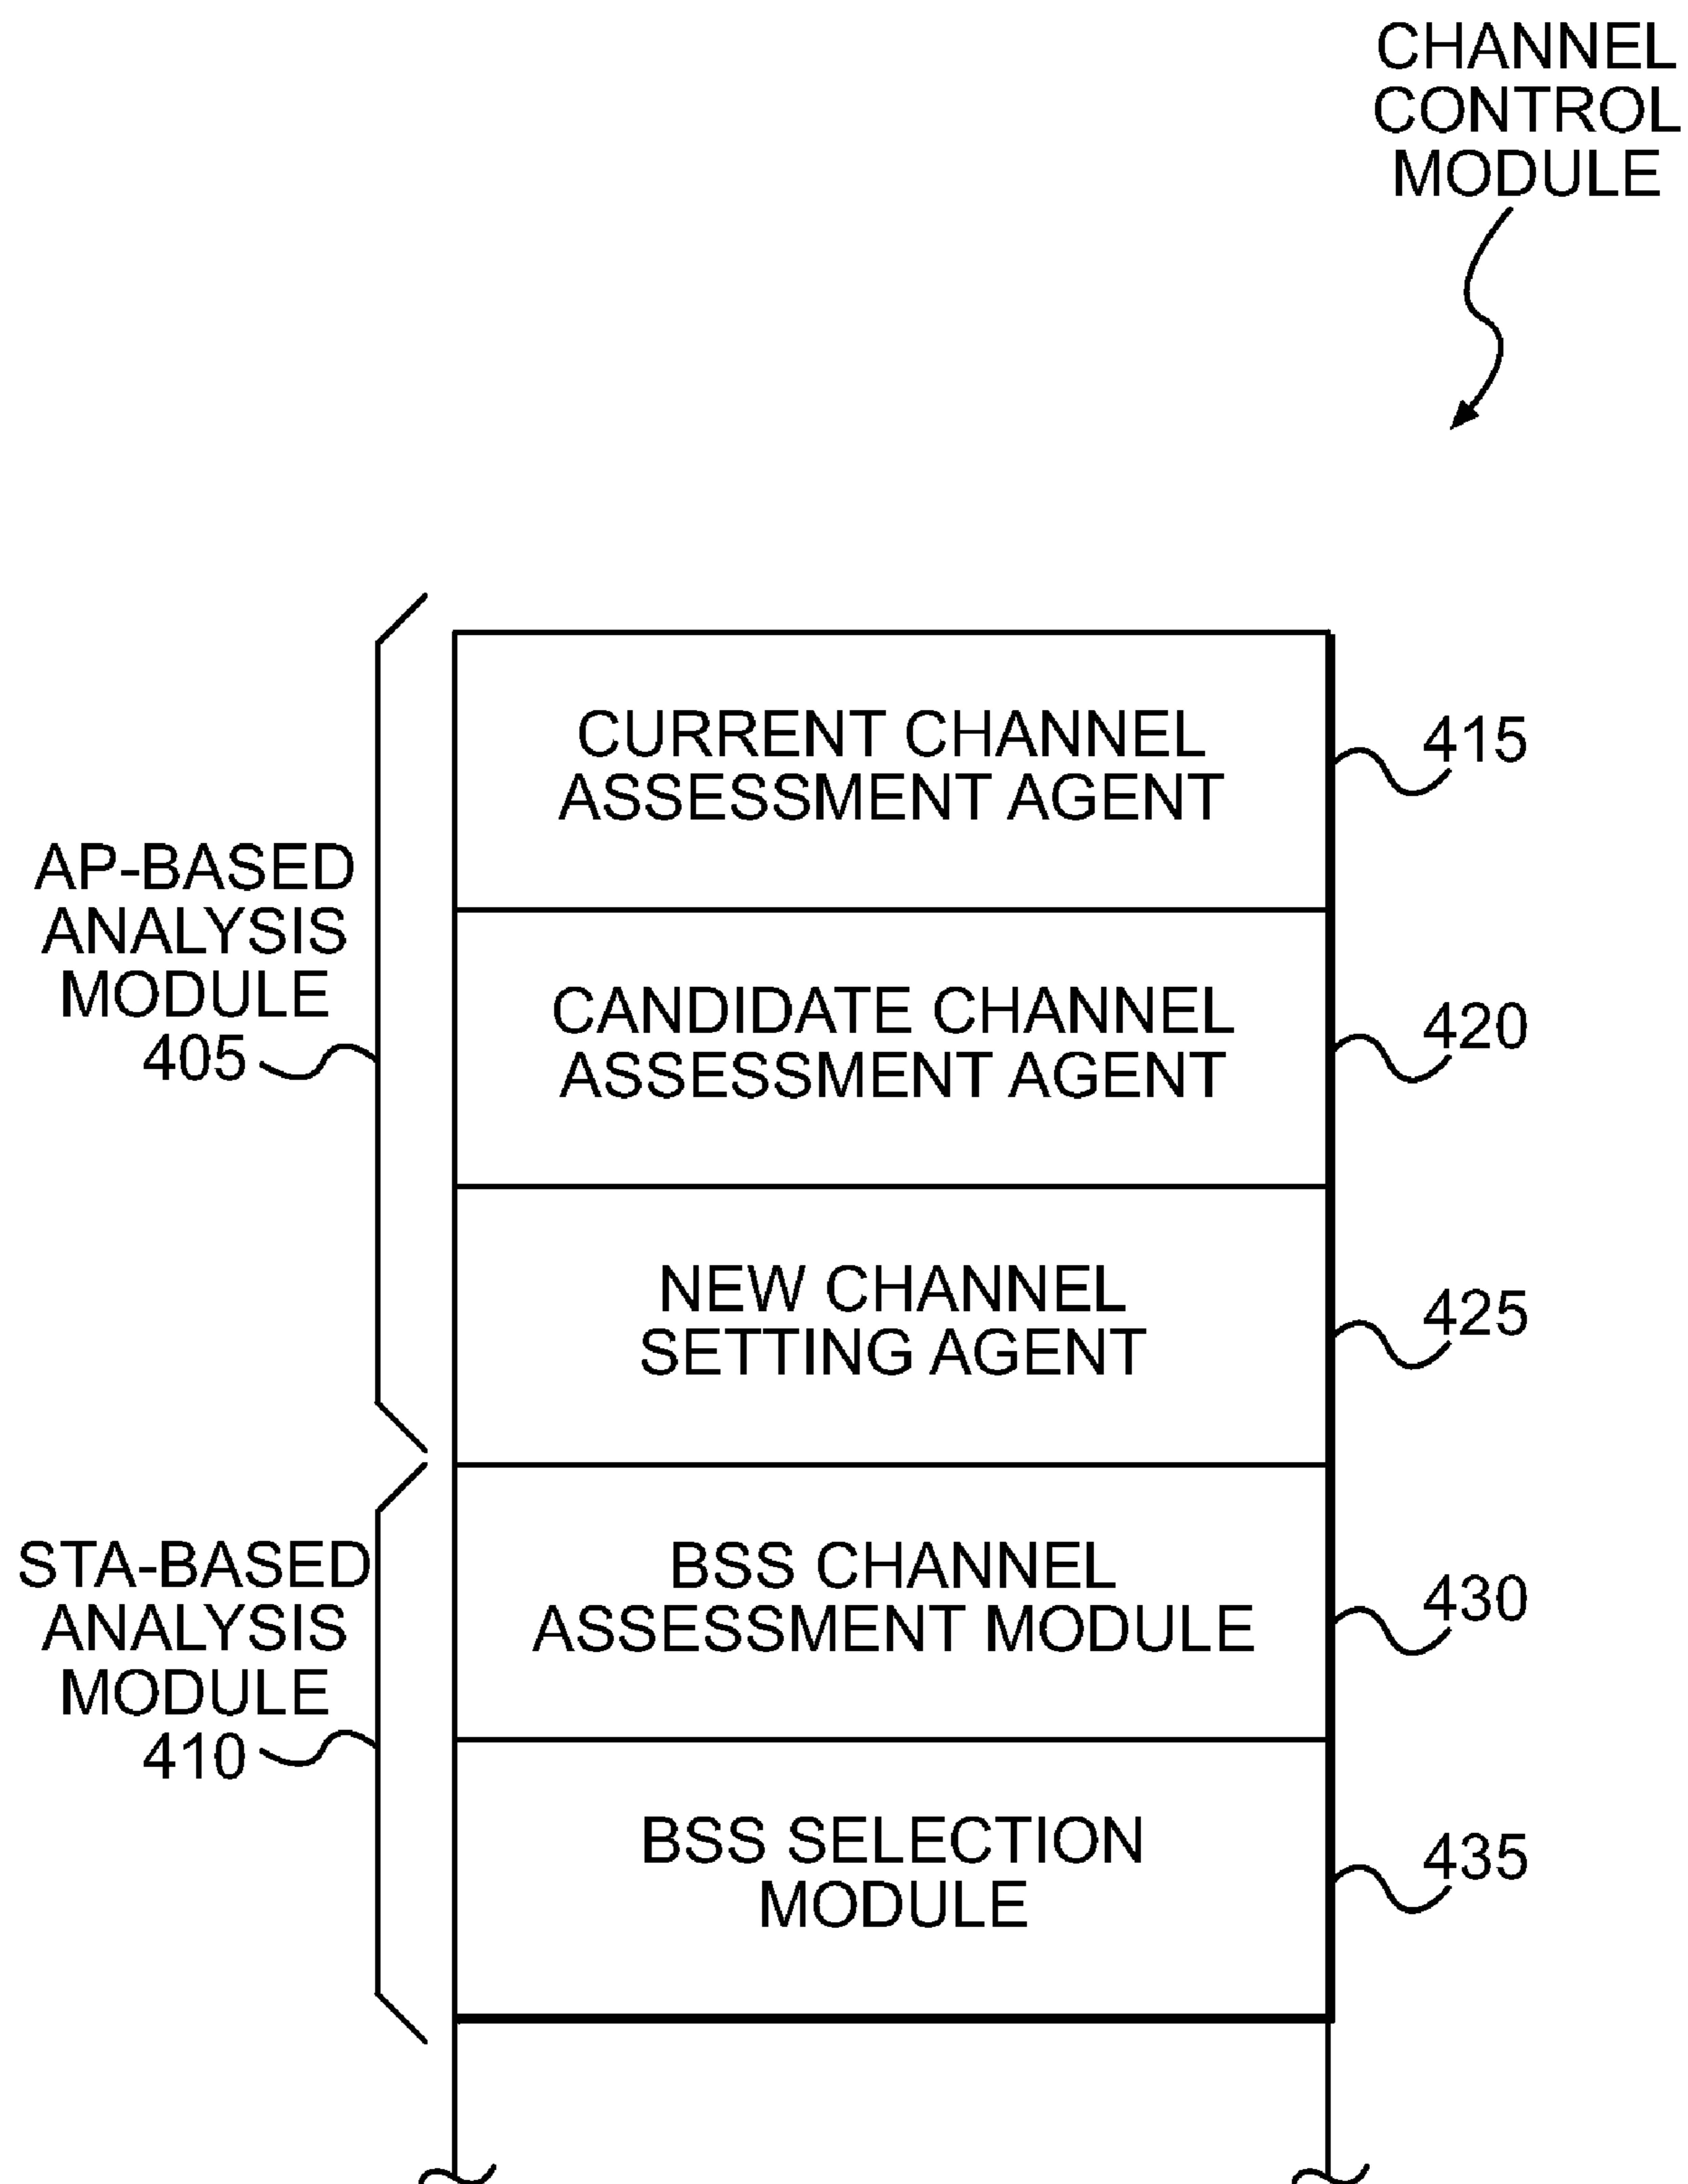 CHANNEL
CONTROL
MODULE
CURRENT CHANNEL
ASSESSMENT AGENT
415
AP-BASED
ANALYSIS
MODULE
405
CANDIDATE CHANNEL
ASSESSMENT AGENT
420
NEW CHANNEL
SETTING AGENT
425
STA-BASED
ANALYSIS
MODULE
410
BSS CHANNEL
ASSESSMENT MODULE
430
BSS SELECTION
MODULE
435